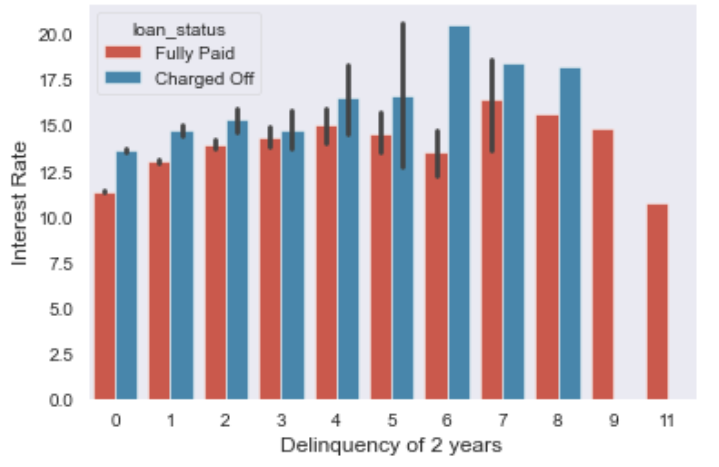 loan_status
Fully Paid
Charged Off
20.0
17.5
15.0
12.5
10.0
7.5
5.0
2.5
0.0
Interest Rate
0 1 2 3 4 5 6 7 8 9 11
Delinquency of 2 years